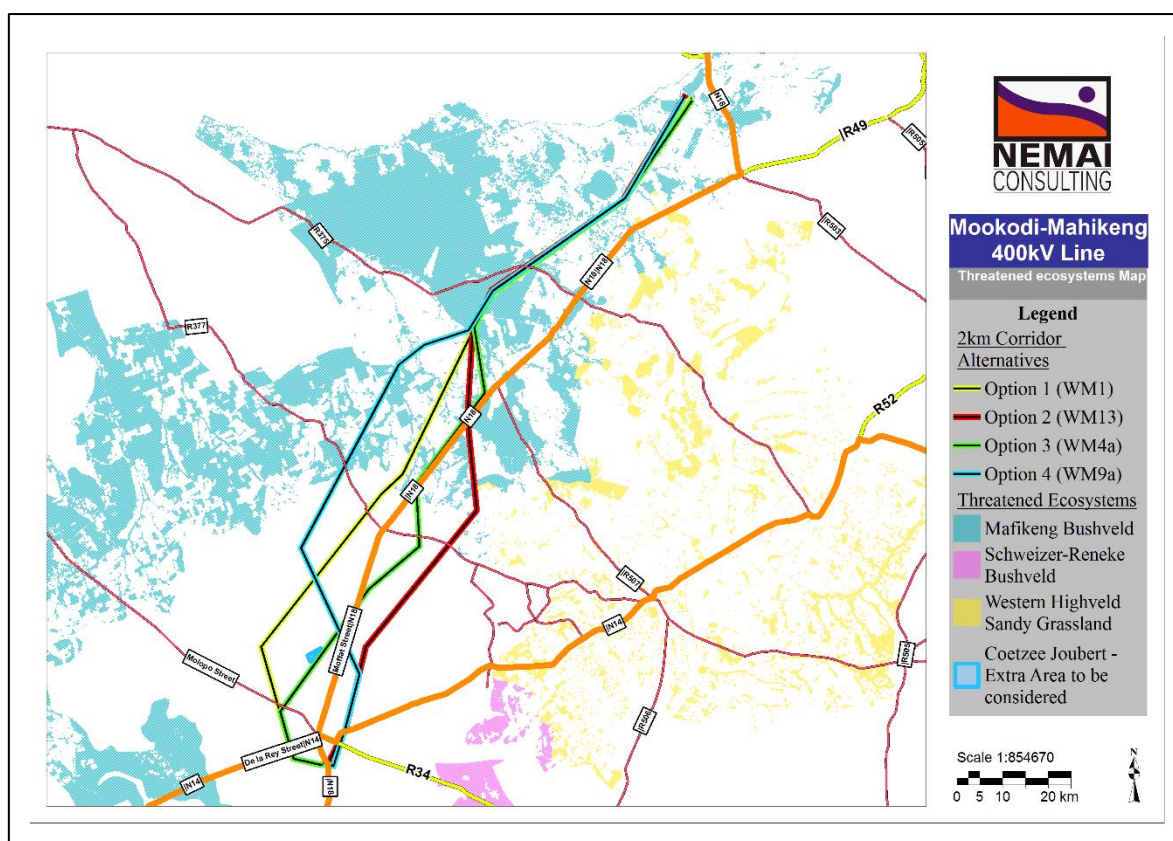 N18
R49
R505
R503
R375
N18|N18
R377
R52
N18
N18
R507
N14
Moffat Street|N18
Molopo Street
R505
R506
De la Rey Street|N14
R34
N14
N18
NEMAI
CONSULTING
Mookodi-Mahikeng
400kV Line
Threatened ecosystems Map
Legend
2km Corridor
Alternatives
Option 1 (WM1)
Option 2 (WM13)
Option 3 (WM4a)
Option 4 (WM9a)
Threatened Ecosystems
Mafikeng Bushveld
Schweizer-Reneke
Bushveld
Western Highveld
Sandy Grassland
Coetzee Joubert -
Extra Area to be
considered
Scale 1:854670
N
0 5 10 20 km